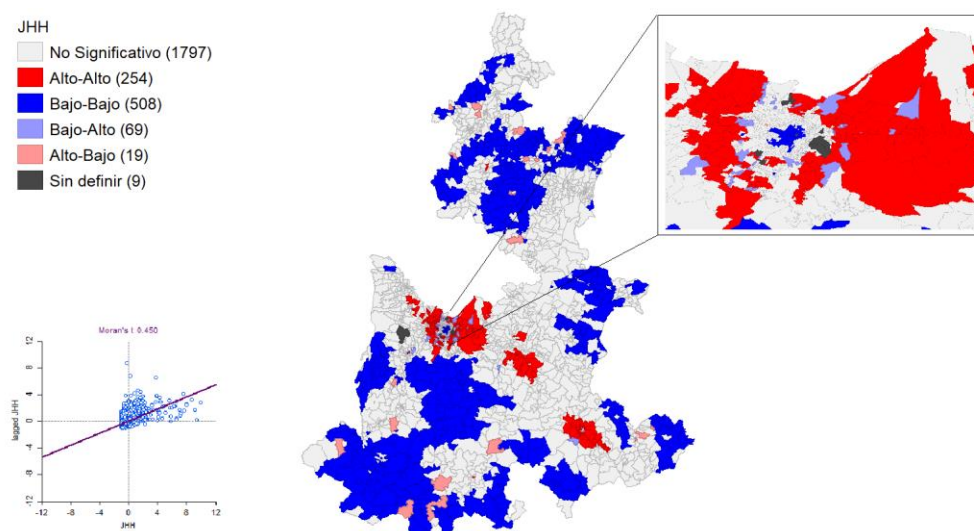 JHH
No Significativo (1797)
Alto-Alto (254)
Bajo-Bajo (508)
Bajo-Alto (69)
Alto-Bajo (19)
Sin definir (9)
Moran's I: 0.450
12
8
4
0
-4
-8
-12
lagged JHH
-12 -8 -4 0 4 8 12
JHH